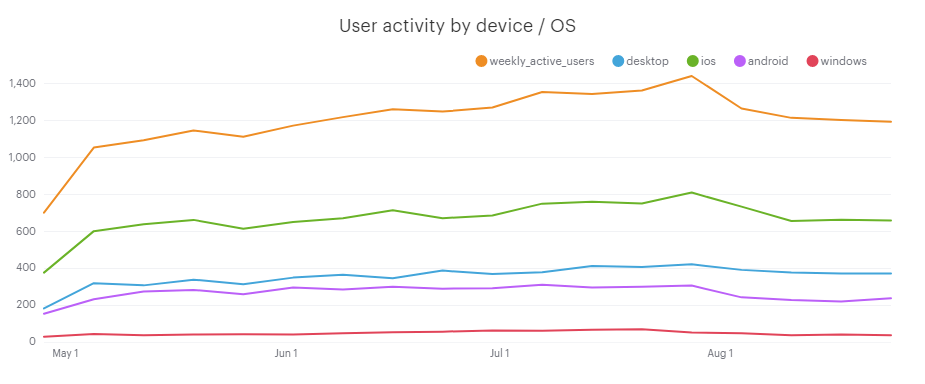 User activity by device / OS
weekly_active_users desktop ios android windows
1,400
1,200
1,000
800
600
400
200
0
May 1 Jun 1 Jul 1 Aug 1